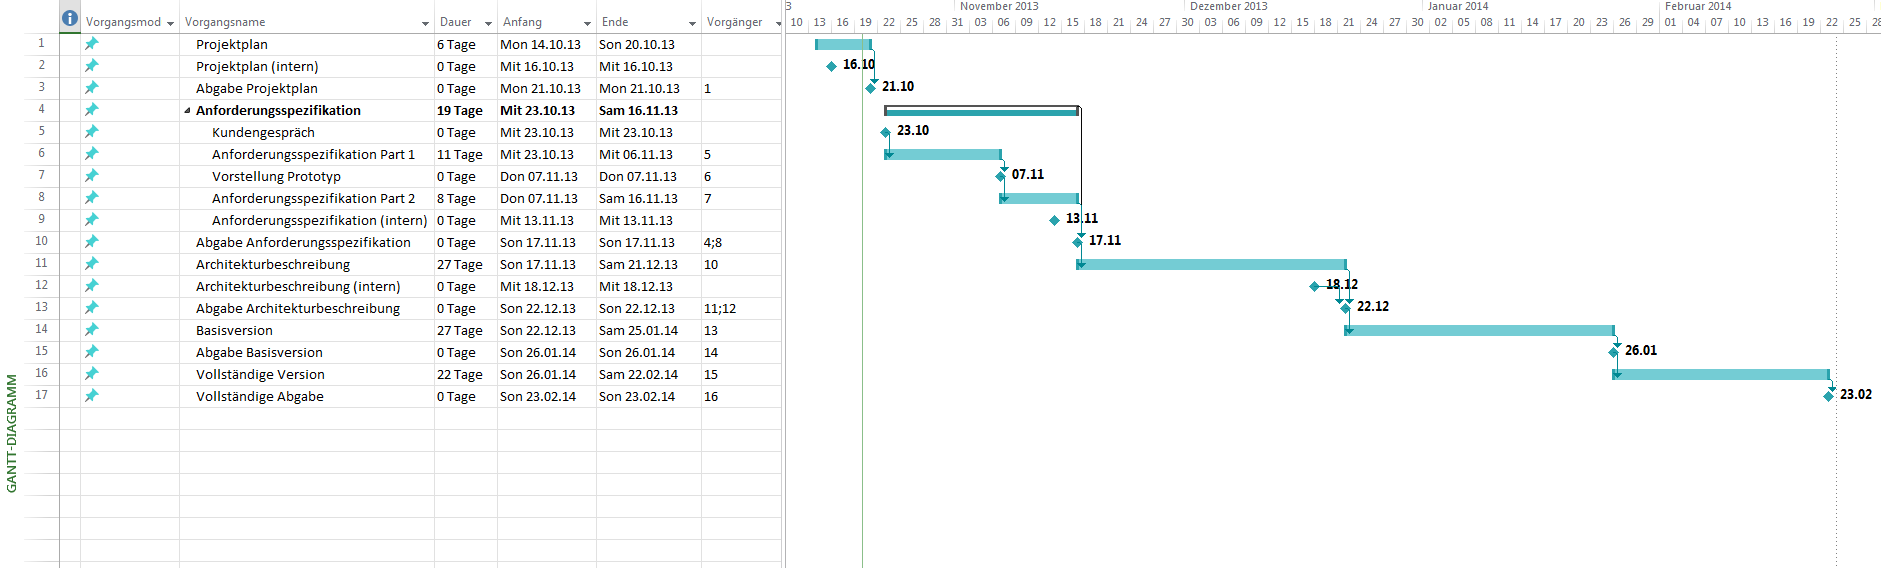 3 November 2013 Dezember 2013 Januar 2014 Februar 2014
Vorgangsmod Vorgangsname Dauer Anfang Ende Vorgänger 10 13 16 19 22 25 28 31 03 06 09 12 15 18 21 24 27 30 03 06 09 12 15 18 21 24 27 30 02 05 08 11 14 17 20 23 26 29 01 04 07 10 13 16 19 22 25 28
1 Projektplan 6 Tage Mon 14.10.13 Son 20.10.13
2 Projektplan (intern) 0 Tage Mit 16.10.13 Mit 16.10.13 16.10
3 Abgabe Projektplan 0 Tage Mon 21.10.13 Mon 21.10.13 1 21.10
4 Anforderungsspezifikation 19 Tage Mit 23.10.13 Sam 16.11.13
5 Kundengespräch 0 Tage Mit 23.10.13 Mit 23.10.13 23.10
6 Anforderungsspezifikation Part 1 11 Tage Mit 23.10.13 Mit 06.11.13 5
7 Vorstellung Prototyp 0 Tage Don 07.11.13 Don 07.11.13 6 07.11
8 Anforderungsspezifikation Part 2 8 Tage Don 07.11.13 Sam 16.11.13 7
9 Anforderungsspezifikation (intern) 0 Tage Mit 13.11.13 Mit 13.11.13 13.11
10 Abgabe Anforderungsspezifikation 0 Tage Son 17.11.13 Son 17.11.13 4;8 17.11
11 Architekturbeschreibung 27 Tage Son 17.11.13 Sam 21.12.13 10
12 Architekturbeschreibung (intern) 0 Tage Mit 18.12.13 Mit 18.12.13 18.12
13 Abgabe Architekturbeschreibung 0 Tage Son 22.12.13 Son 22.12.13 11;12 22.12
14 Basisversion 27 Tage Son 22.12.13 Sam 25.01.14 13
15 Abgabe Basisversion 0 Tage Son 26.01.14 Son 26.01.14 14 26.01
16 Vollständige Version 22 Tage Son 26.01.14 Sam 22.02.14 15
17 Vollständige Abgabe 0 Tage Son 23.02.14 Son 23.02.14 16 23.02
GANTT-DIAGRAMM